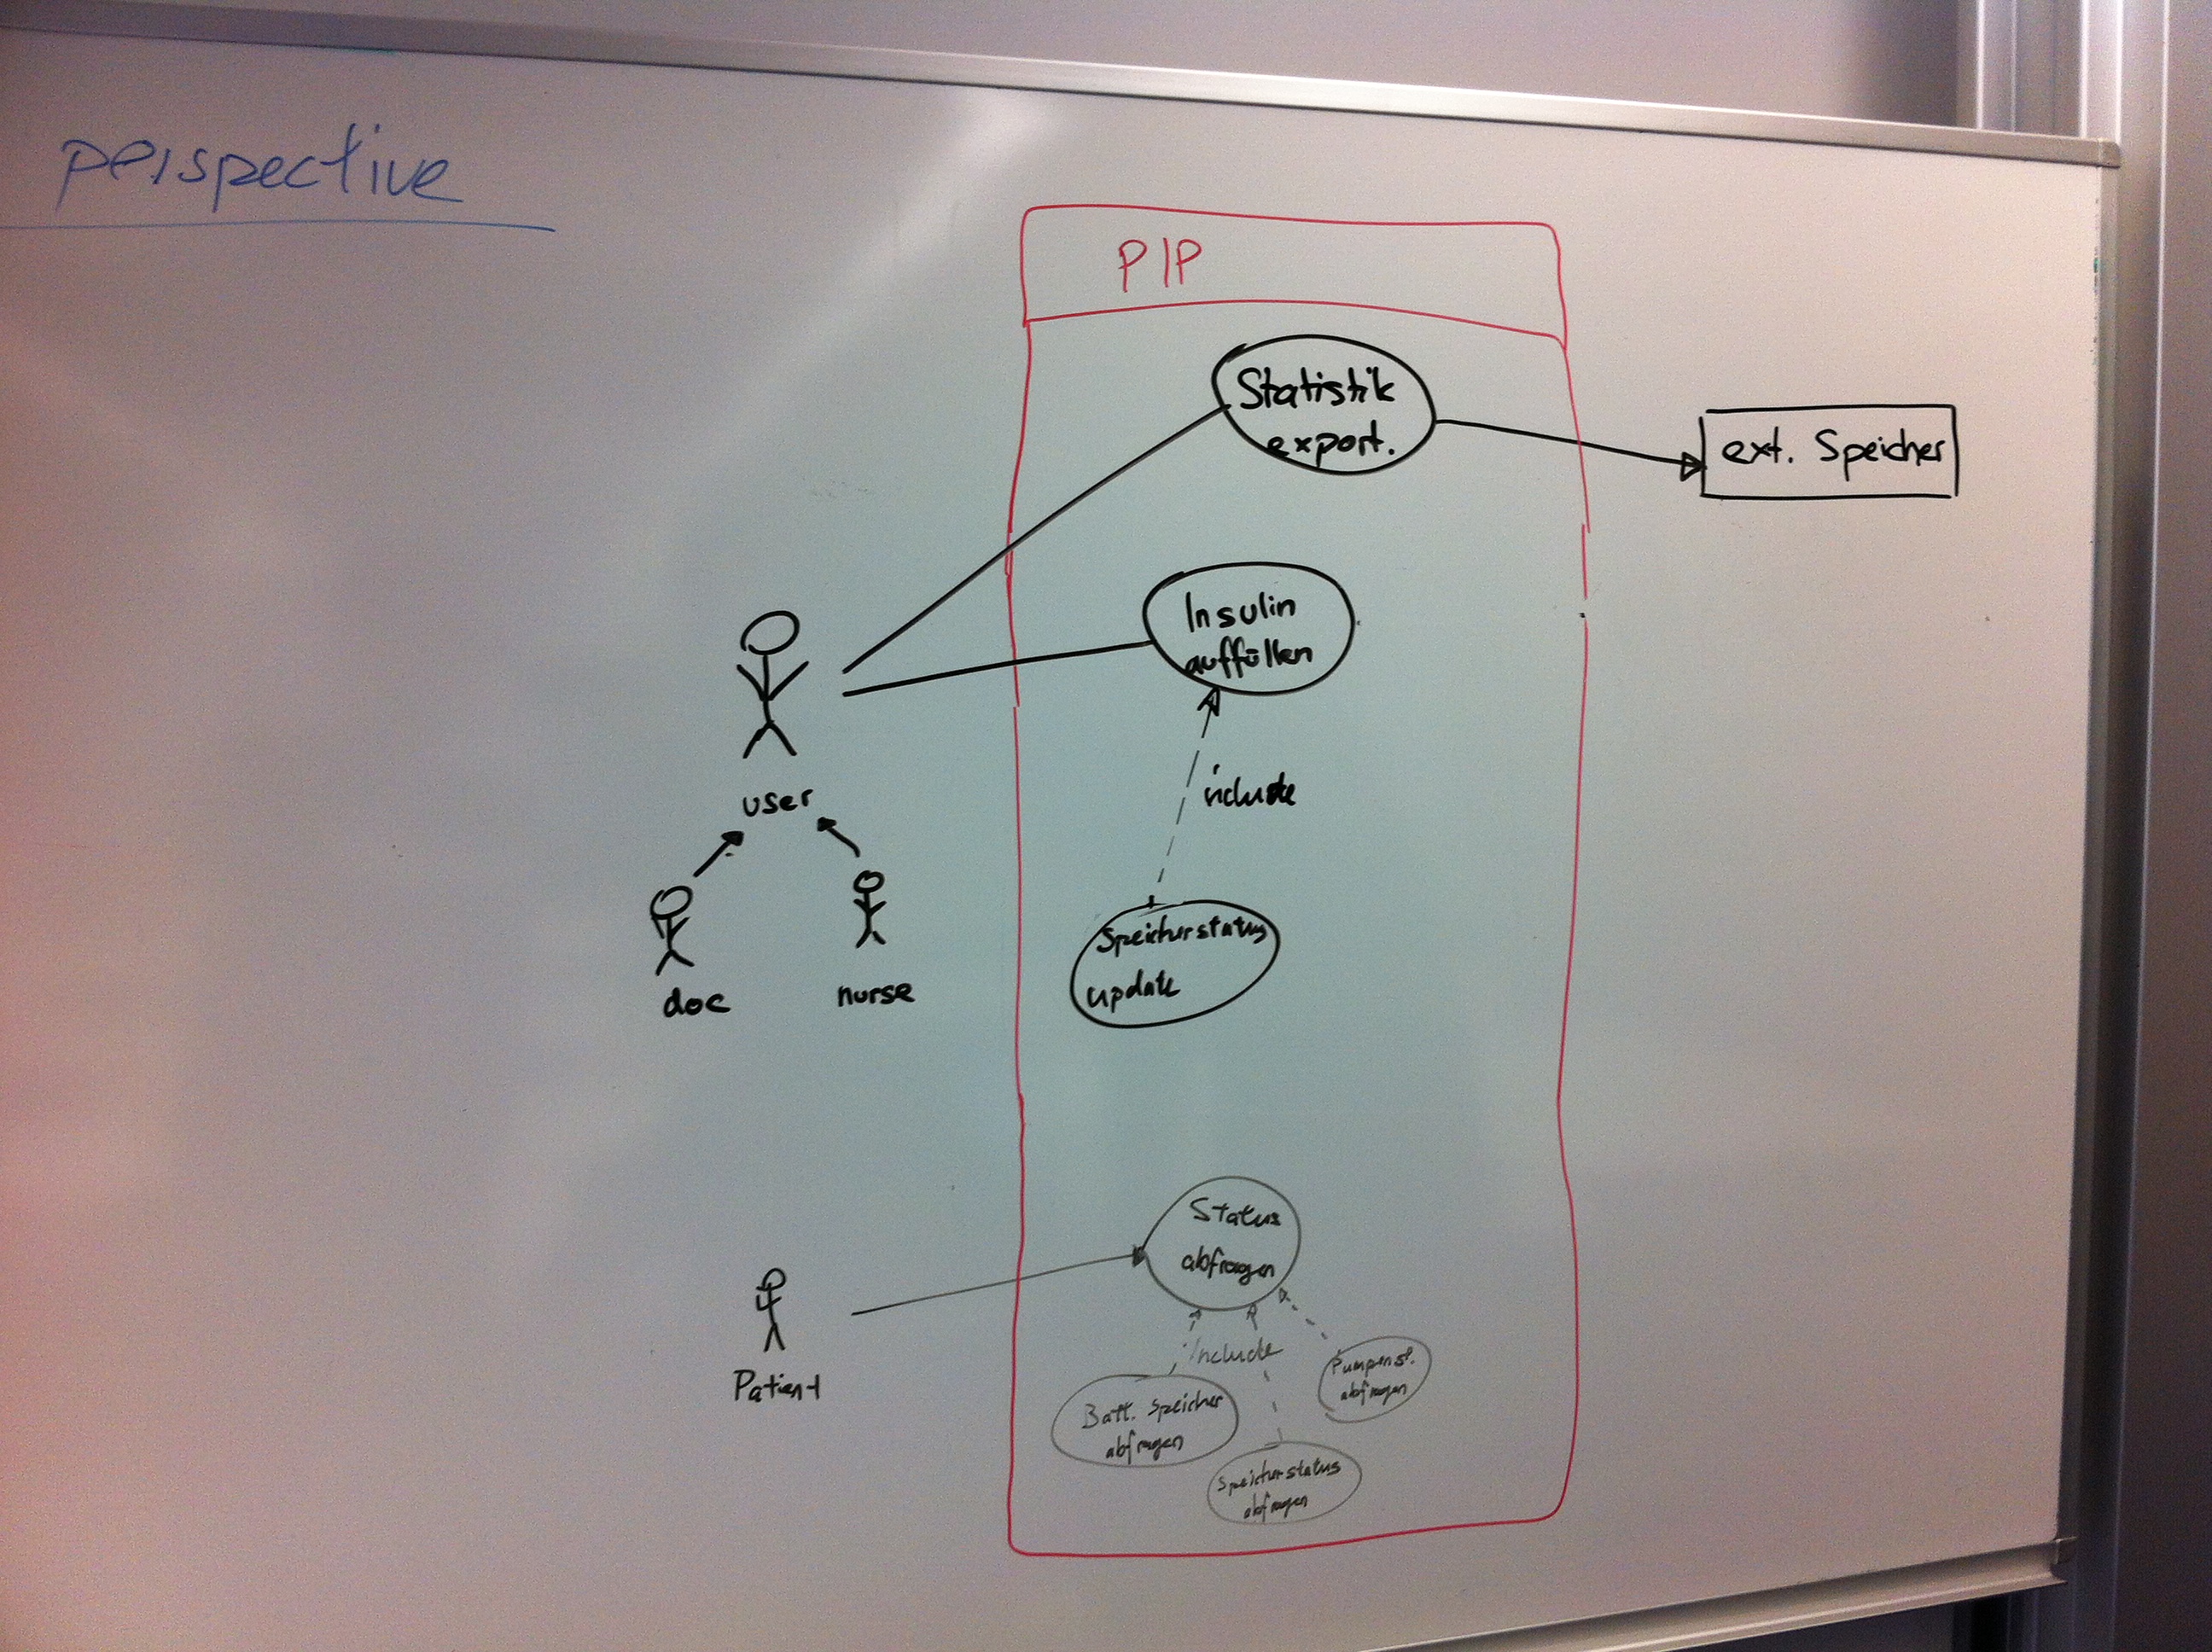 perspective
PIP
Statistik
export.
ext. Speicher
Insulin
auffüllen
user
include
doc
nurse
Speicherstatus
update
Status
abfragen
Patient
include
Pumpenst.
abfragen
Batt. Speicher
abfragen
Speicherstatus
abfragen